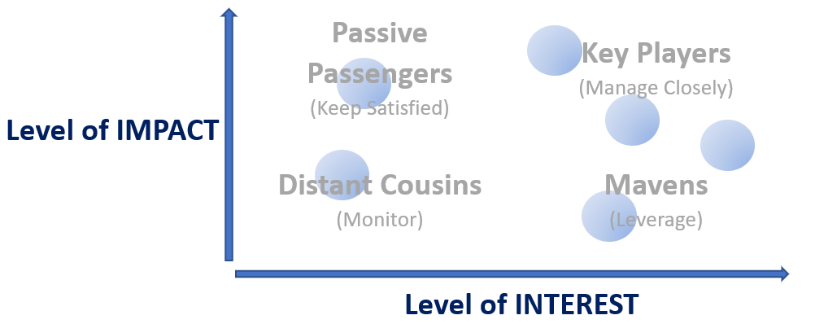 Passive
Passengers
(Keep Satisfied)
Key Players
(Manage Closely)
Level of IMPACT
Distant Cousins
(Monitor)
Mavens
(Leverage)
Level of INTEREST